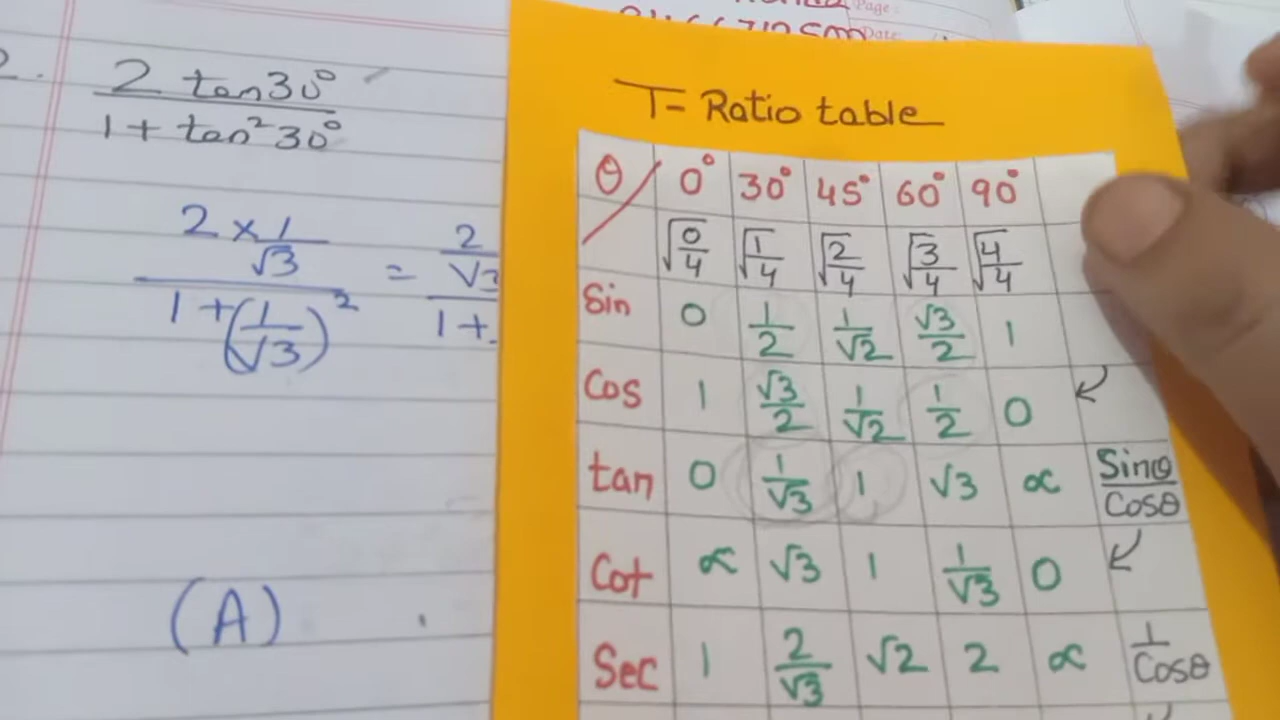 Page:
Date:
2. 2 tan30° / 1 + tan²30°
(2 × 1/√3) / (1 + (1/√3)²) = 2/√3 / 1+
(A)
T- Ratio table
θ 0° 30° 45° 60° 90°
√(0/4) √(1/4) √(2/4) √(3/4) √(4/4)
Sin 0 1/2 1/√2 √3/2 1
Cos 1 √3/2 1/√2 1/2 0
tan 0 1/√3 1 √3 ∝ Sinθ/Cosθ
Cot ∝ √3 1 1/√3 0
Sec 1 2/√3 √2 2 ∝ 1/Cosθ